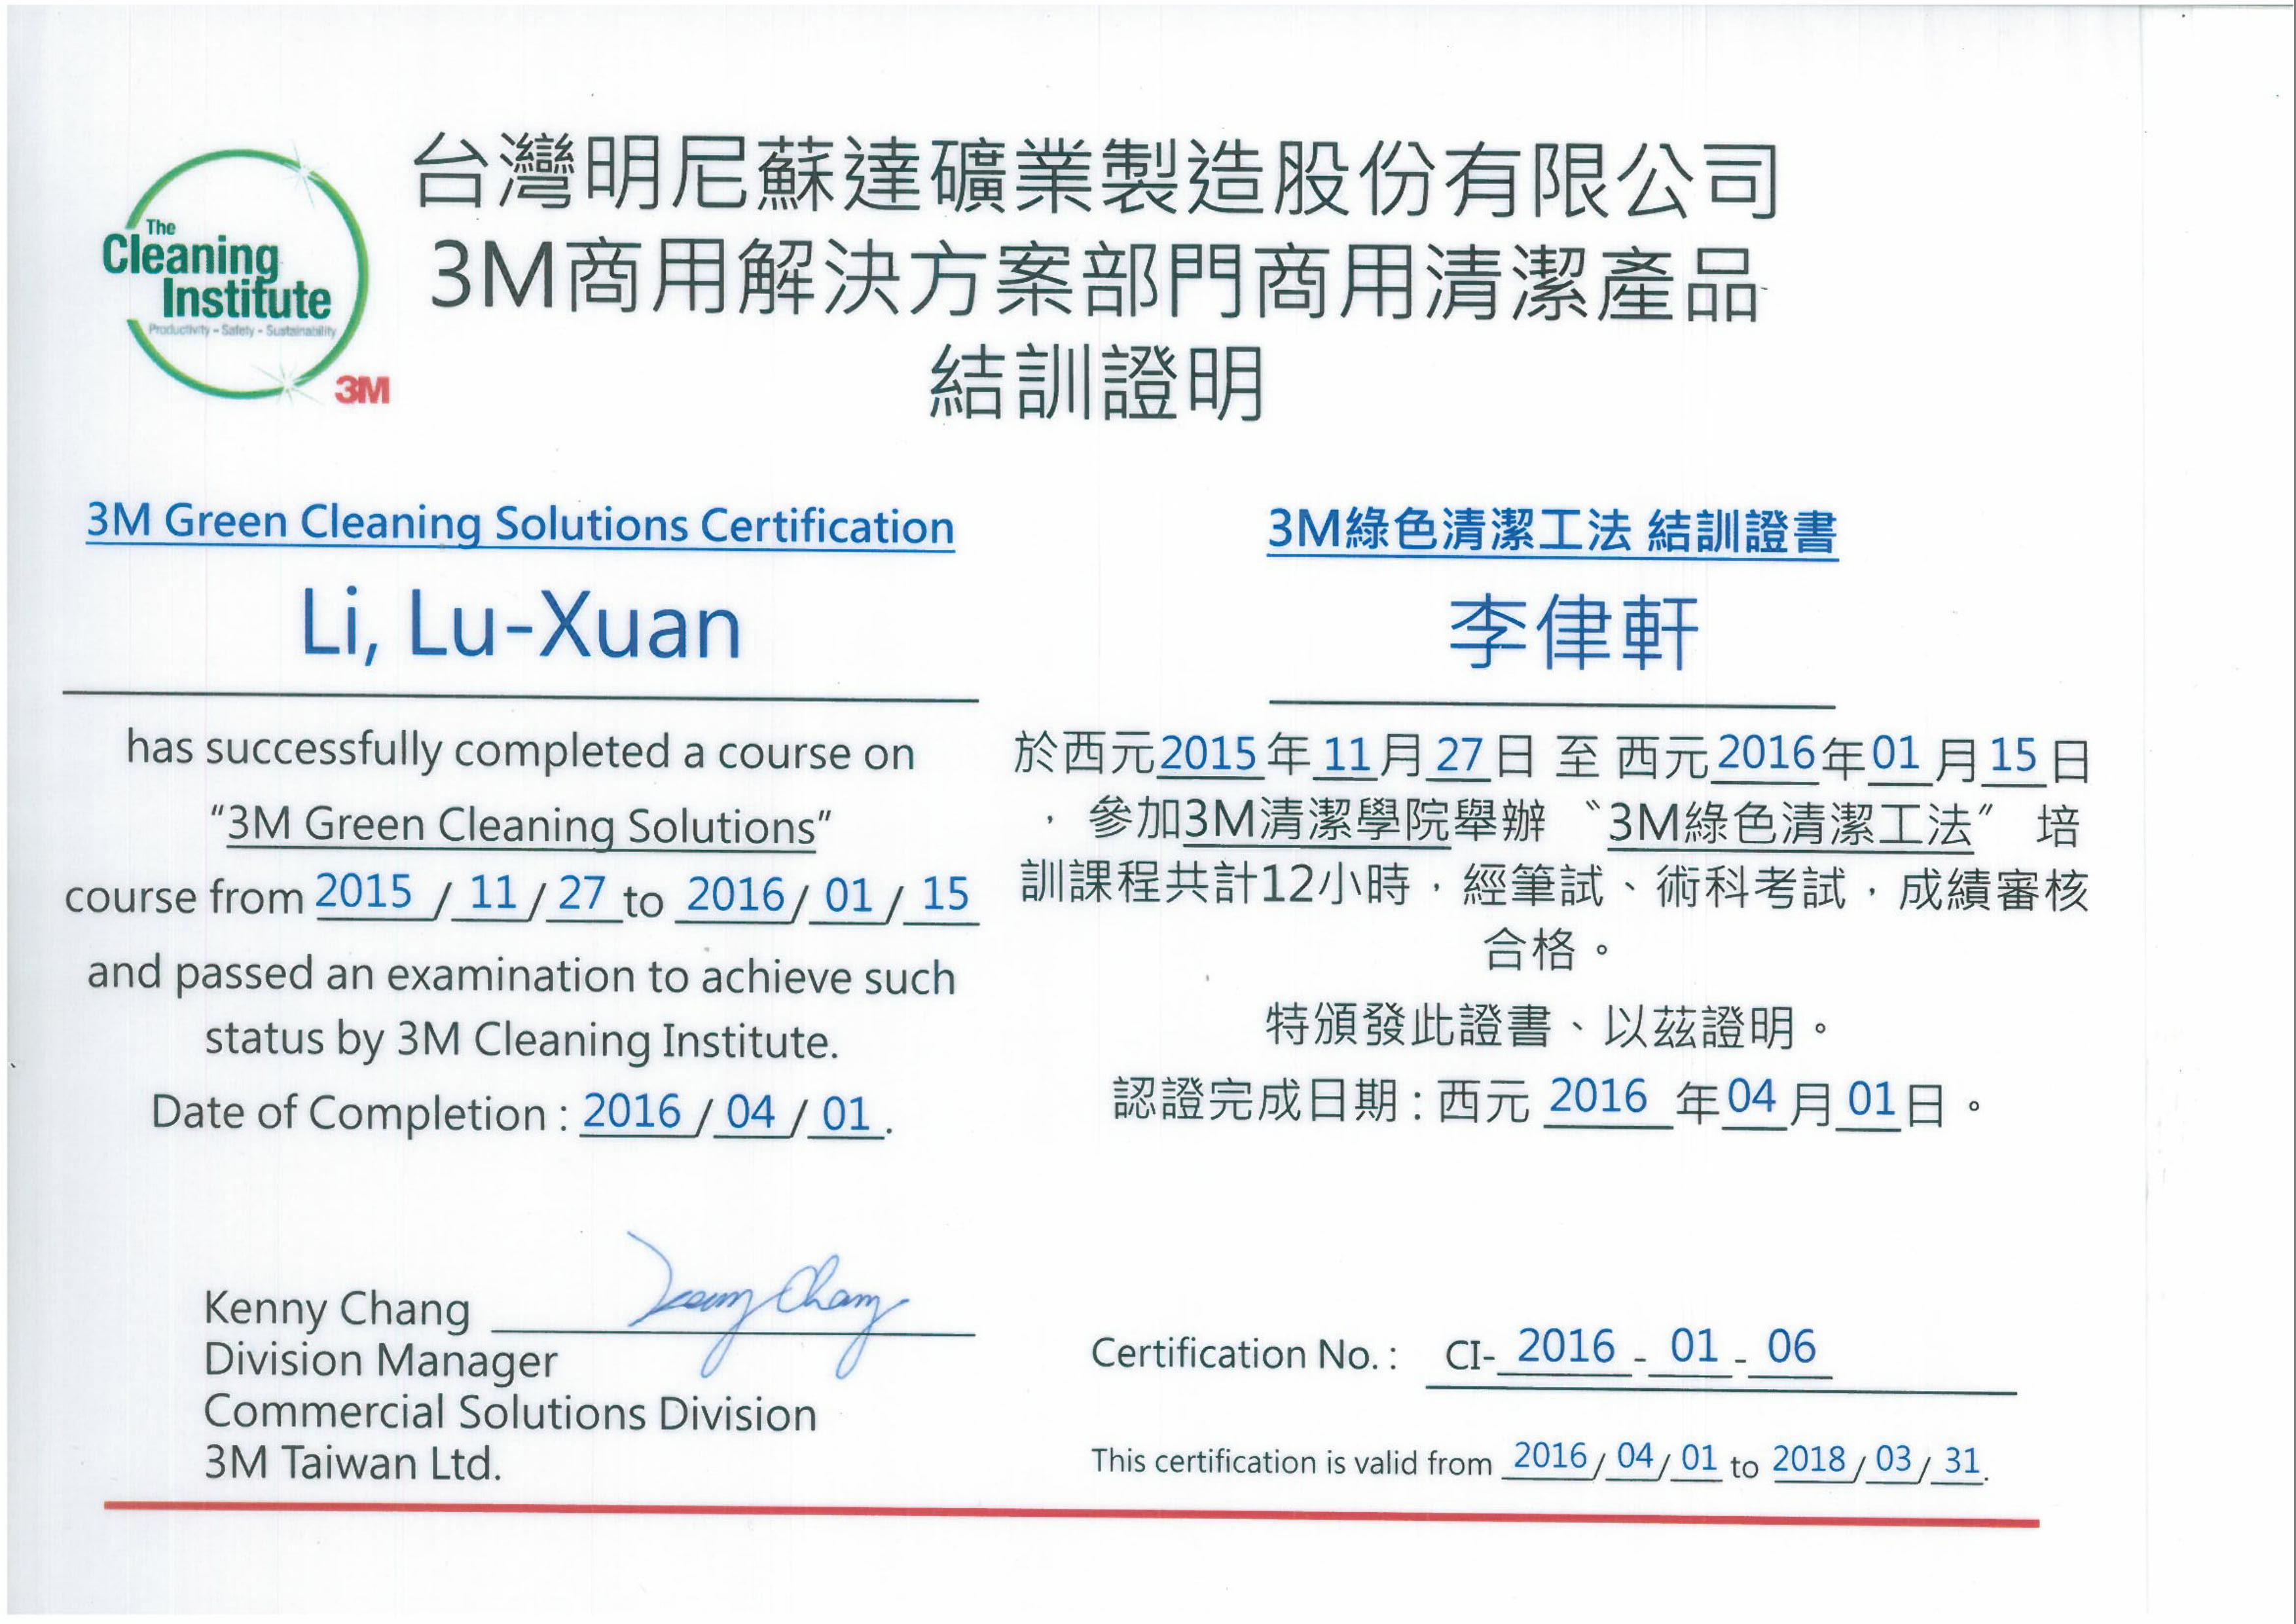 台灣明尼蘇達礦業製造股份有限公司
3M商用解決方案部門商用清潔產品
結訓證明
The
Cleaning
Institute
Productivity - Safety - Sustainability
3M
3M Green Cleaning Solutions Certification
Li, Lu-Xuan
has successfully completed a course on
“3M Green Cleaning Solutions”
course from 2015 / 11 / 27 to 2016 / 01 / 15
and passed an examination to achieve such
status by 3M Cleaning Institute.
Date of Completion : 2016 / 04 / 01 .
Kenny Chang Kenny Chang
Division Manager
Commercial Solutions Division
3M Taiwan Ltd.
3M綠色清潔工法 結訓證書
李侓軒
於西元2015年11月27日 至 西元2016年01月15日
，參加3M清潔學院舉辦〝3M綠色清潔工法〞培
訓課程共計12小時，經筆試、術科考試，成績審核
合格。
特頒發此證書、以茲證明。
認證完成日期：西元 2016 年04月01日。
Certification No. : CI- 2016 - 01 - 06
This certification is valid from 2016 / 04 / 01 to 2018 / 03 / 31.